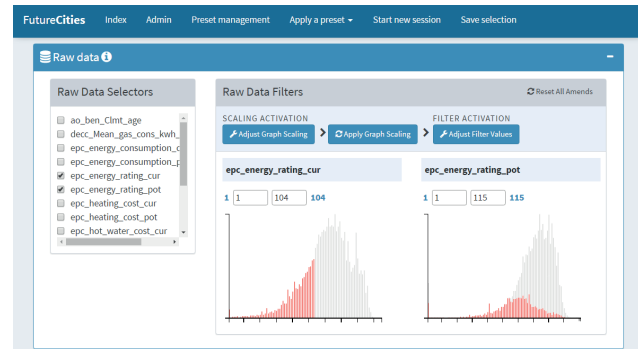 FutureCities Index Admin Preset management Apply a preset Start new session Save selection
Raw data
Raw Data Selectors
ao_ben_Clmt_age
decc_Mean_gas_cons_kwh_
epc_energy_consumption_c
epc_energy_consumption_p
epc_energy_rating_cur
epc_energy_rating_pot
epc_heating_cost_cur
epc_heating_cost_pot
epc_hot_water_cost_cur
Raw Data Filters Reset All Amends
SCALING ACTIVATION FILTER ACTIVATION
Adjust Graph Scaling Apply Graph Scaling Adjust Filter Values
epc_energy_rating_cur epc_energy_rating_pot
1 1 104 104 1 1 115 115